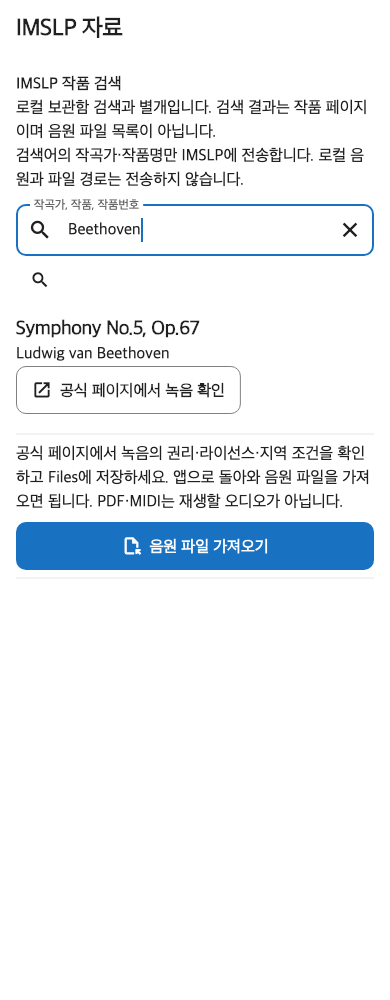 IMSLP 자료
IMSLP 작품 검색
로컬 보관함 검색과 별개입니다. 검색 결과는 작품 페이지
이며 음원 파일 목록이 아닙니다.
검색어의 작곡가·작품명만 IMSLP에 전송합니다. 로컬 음
원과 파일 경로는 전송하지 않습니다.
작곡가, 작품, 작품번호
Beethoven
Symphony No.5, Op.67
Ludwig van Beethoven
공식 페이지에서 녹음 확인
공식 페이지에서 녹음의 권리·라이선스·지역 조건을 확인
하고 Files에 저장하세요. 앱으로 돌아와 음원 파일을 가져
오면 됩니다. PDF·MIDI는 재생할 오디오가 아닙니다.
음원 파일 가져오기